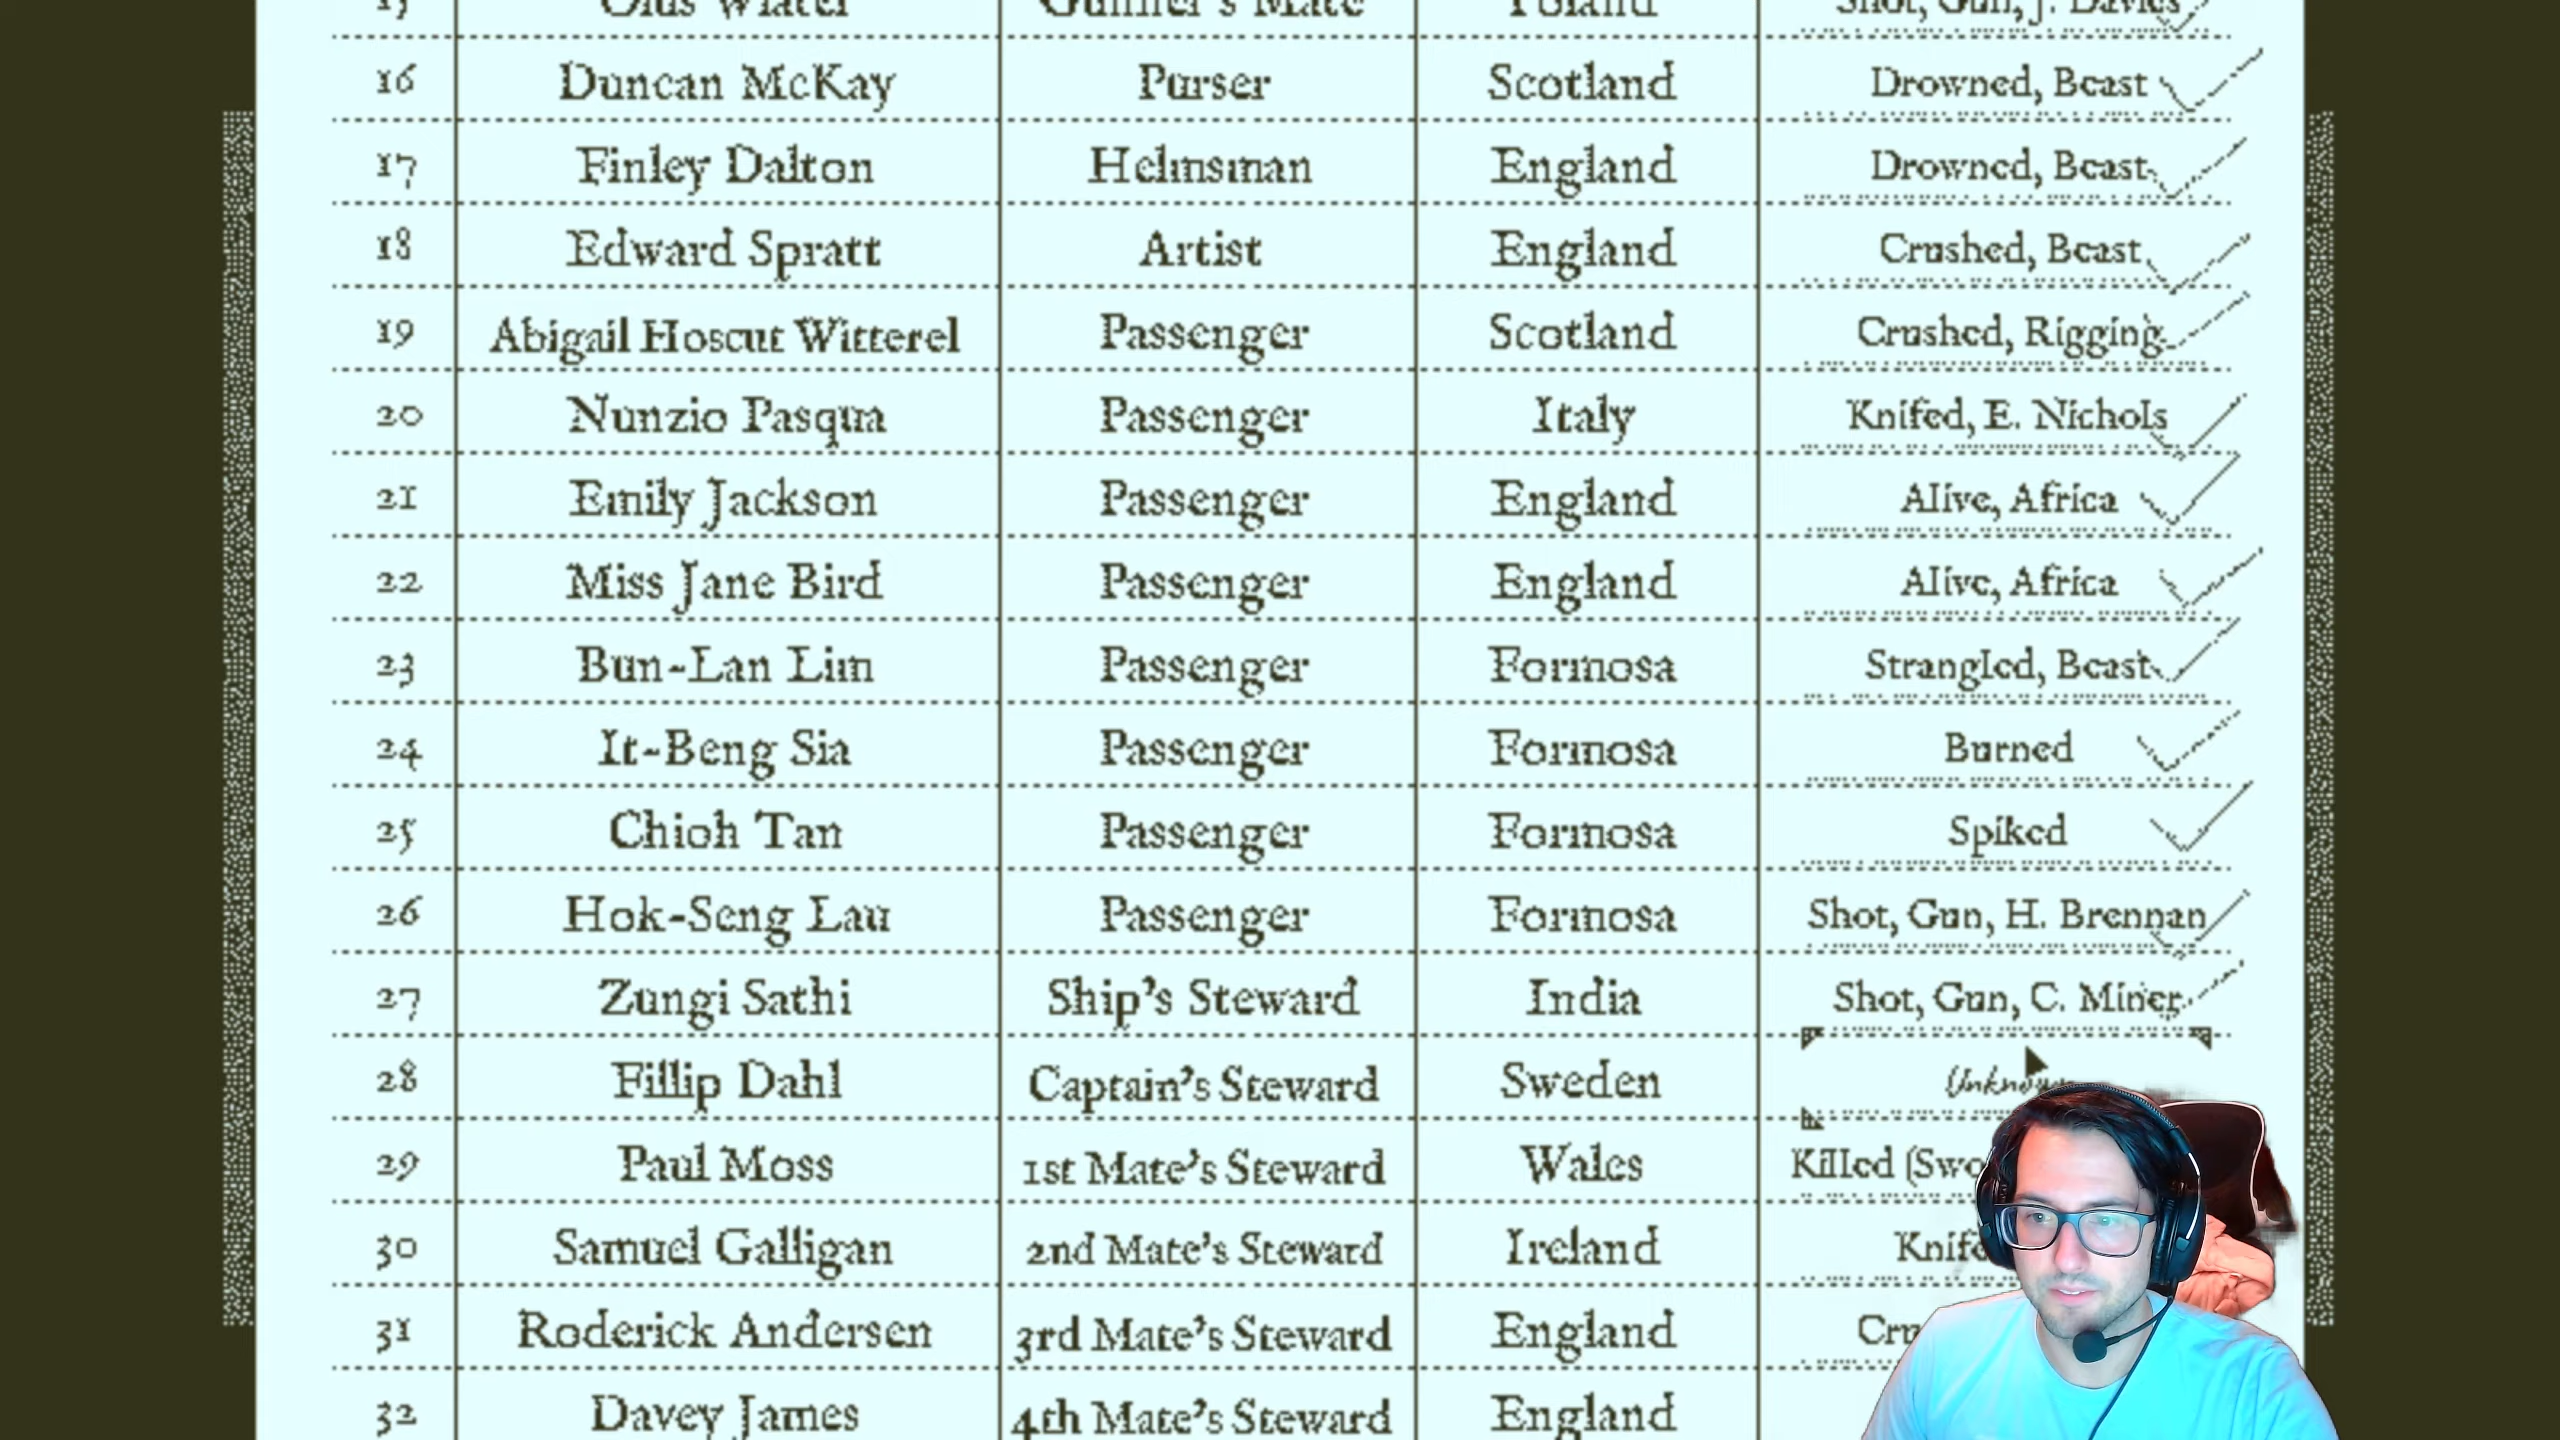 16 Duncan McKay Purser Scotland Drowned, Beast
17 Finley Dalton Helmsman England Drowned, Beast
18 Edward Spratt Artist England Crushed, Beast
19 Abigail Hoscut Witterel Passenger Scotland Crushed, Rigging
20 Nunzio Pasqua Passenger Italy Knifed, E. Nichols
21 Emily Jackson Passenger England Alive, Africa
22 Miss Jane Bird Passenger England Alive, Africa
23 Bun-Lan Lim Passenger Formosa Strangled, Beast
24 It-Beng Sia Passenger Formosa Burned
25 Chioh Tan Passenger Formosa Spiked
26 Hok-Seng Lau Passenger Formosa Shot, Gun, H. Brennan
27 Zungi Sathi Ship's Steward India Shot, Gun, C. Miner
28 Fillip Dahl Captain's Steward Sweden
29 Paul Moss 1st Mate's Steward Wales Killed
30 Samuel Galligan 2nd Mate's Steward Ireland
31 Roderick Andersen 3rd Mate's Steward England
32 Davey James 4th Mate's Steward England